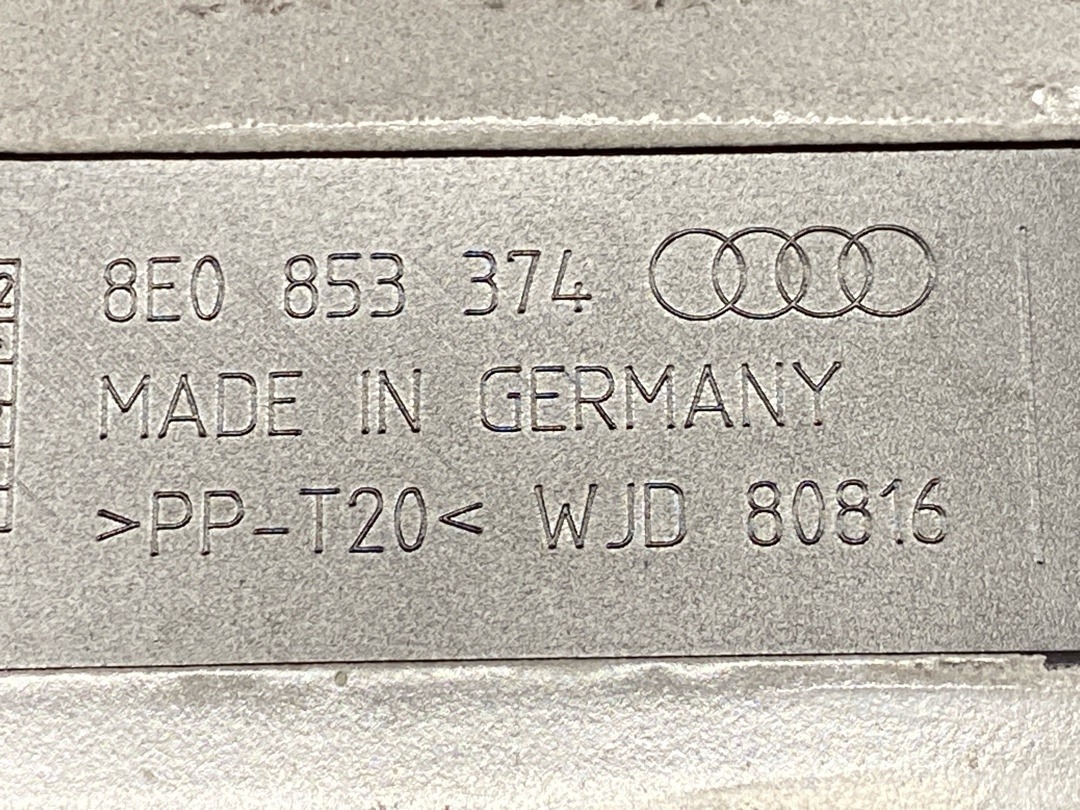 8E0 853 374
MADE IN GERMANY
>PP-T20< WJD 80816